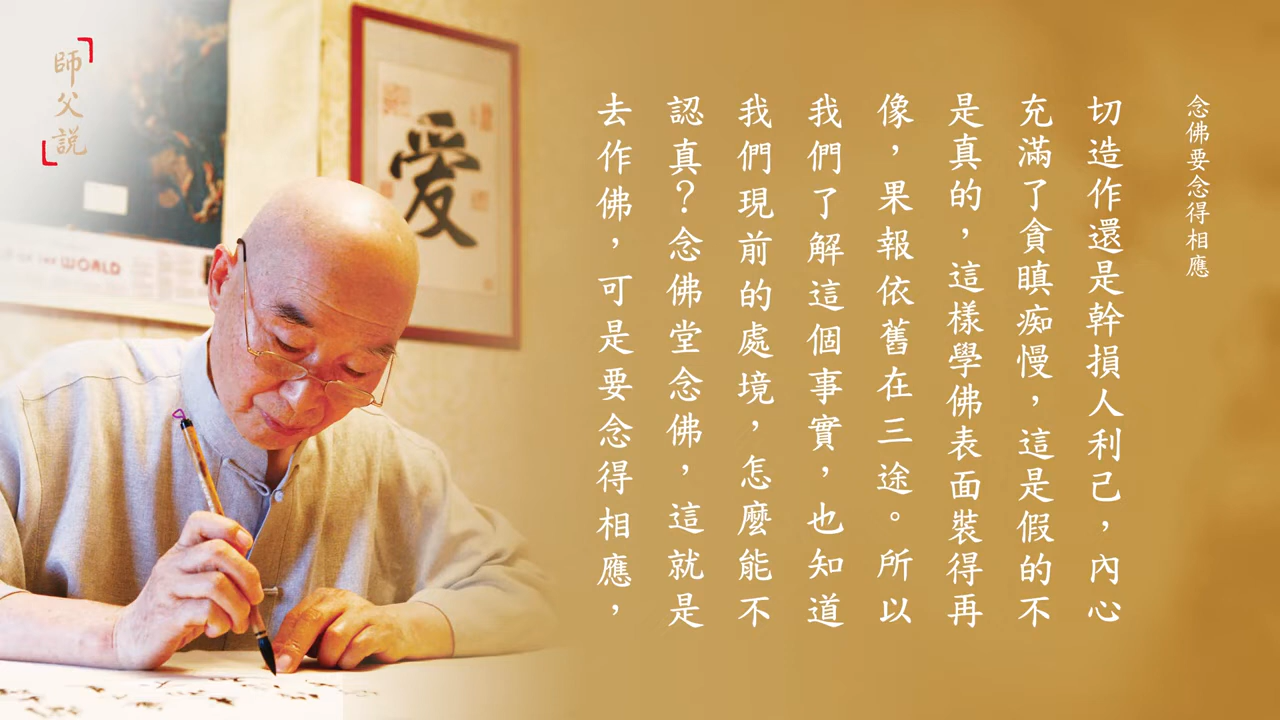 念佛要念得相應
切造作還是幹損人利己，內心
充滿了貪瞋痴慢，這是假的不
是真的，這樣學佛表面裝得再
像，果報依舊在三途。所以
我們了解這個事實，也知道
我們現前的處境，怎麼能不
認真？念佛堂念佛，這就是
去作佛，可是要念得相應，
愛
師父說
WORLD